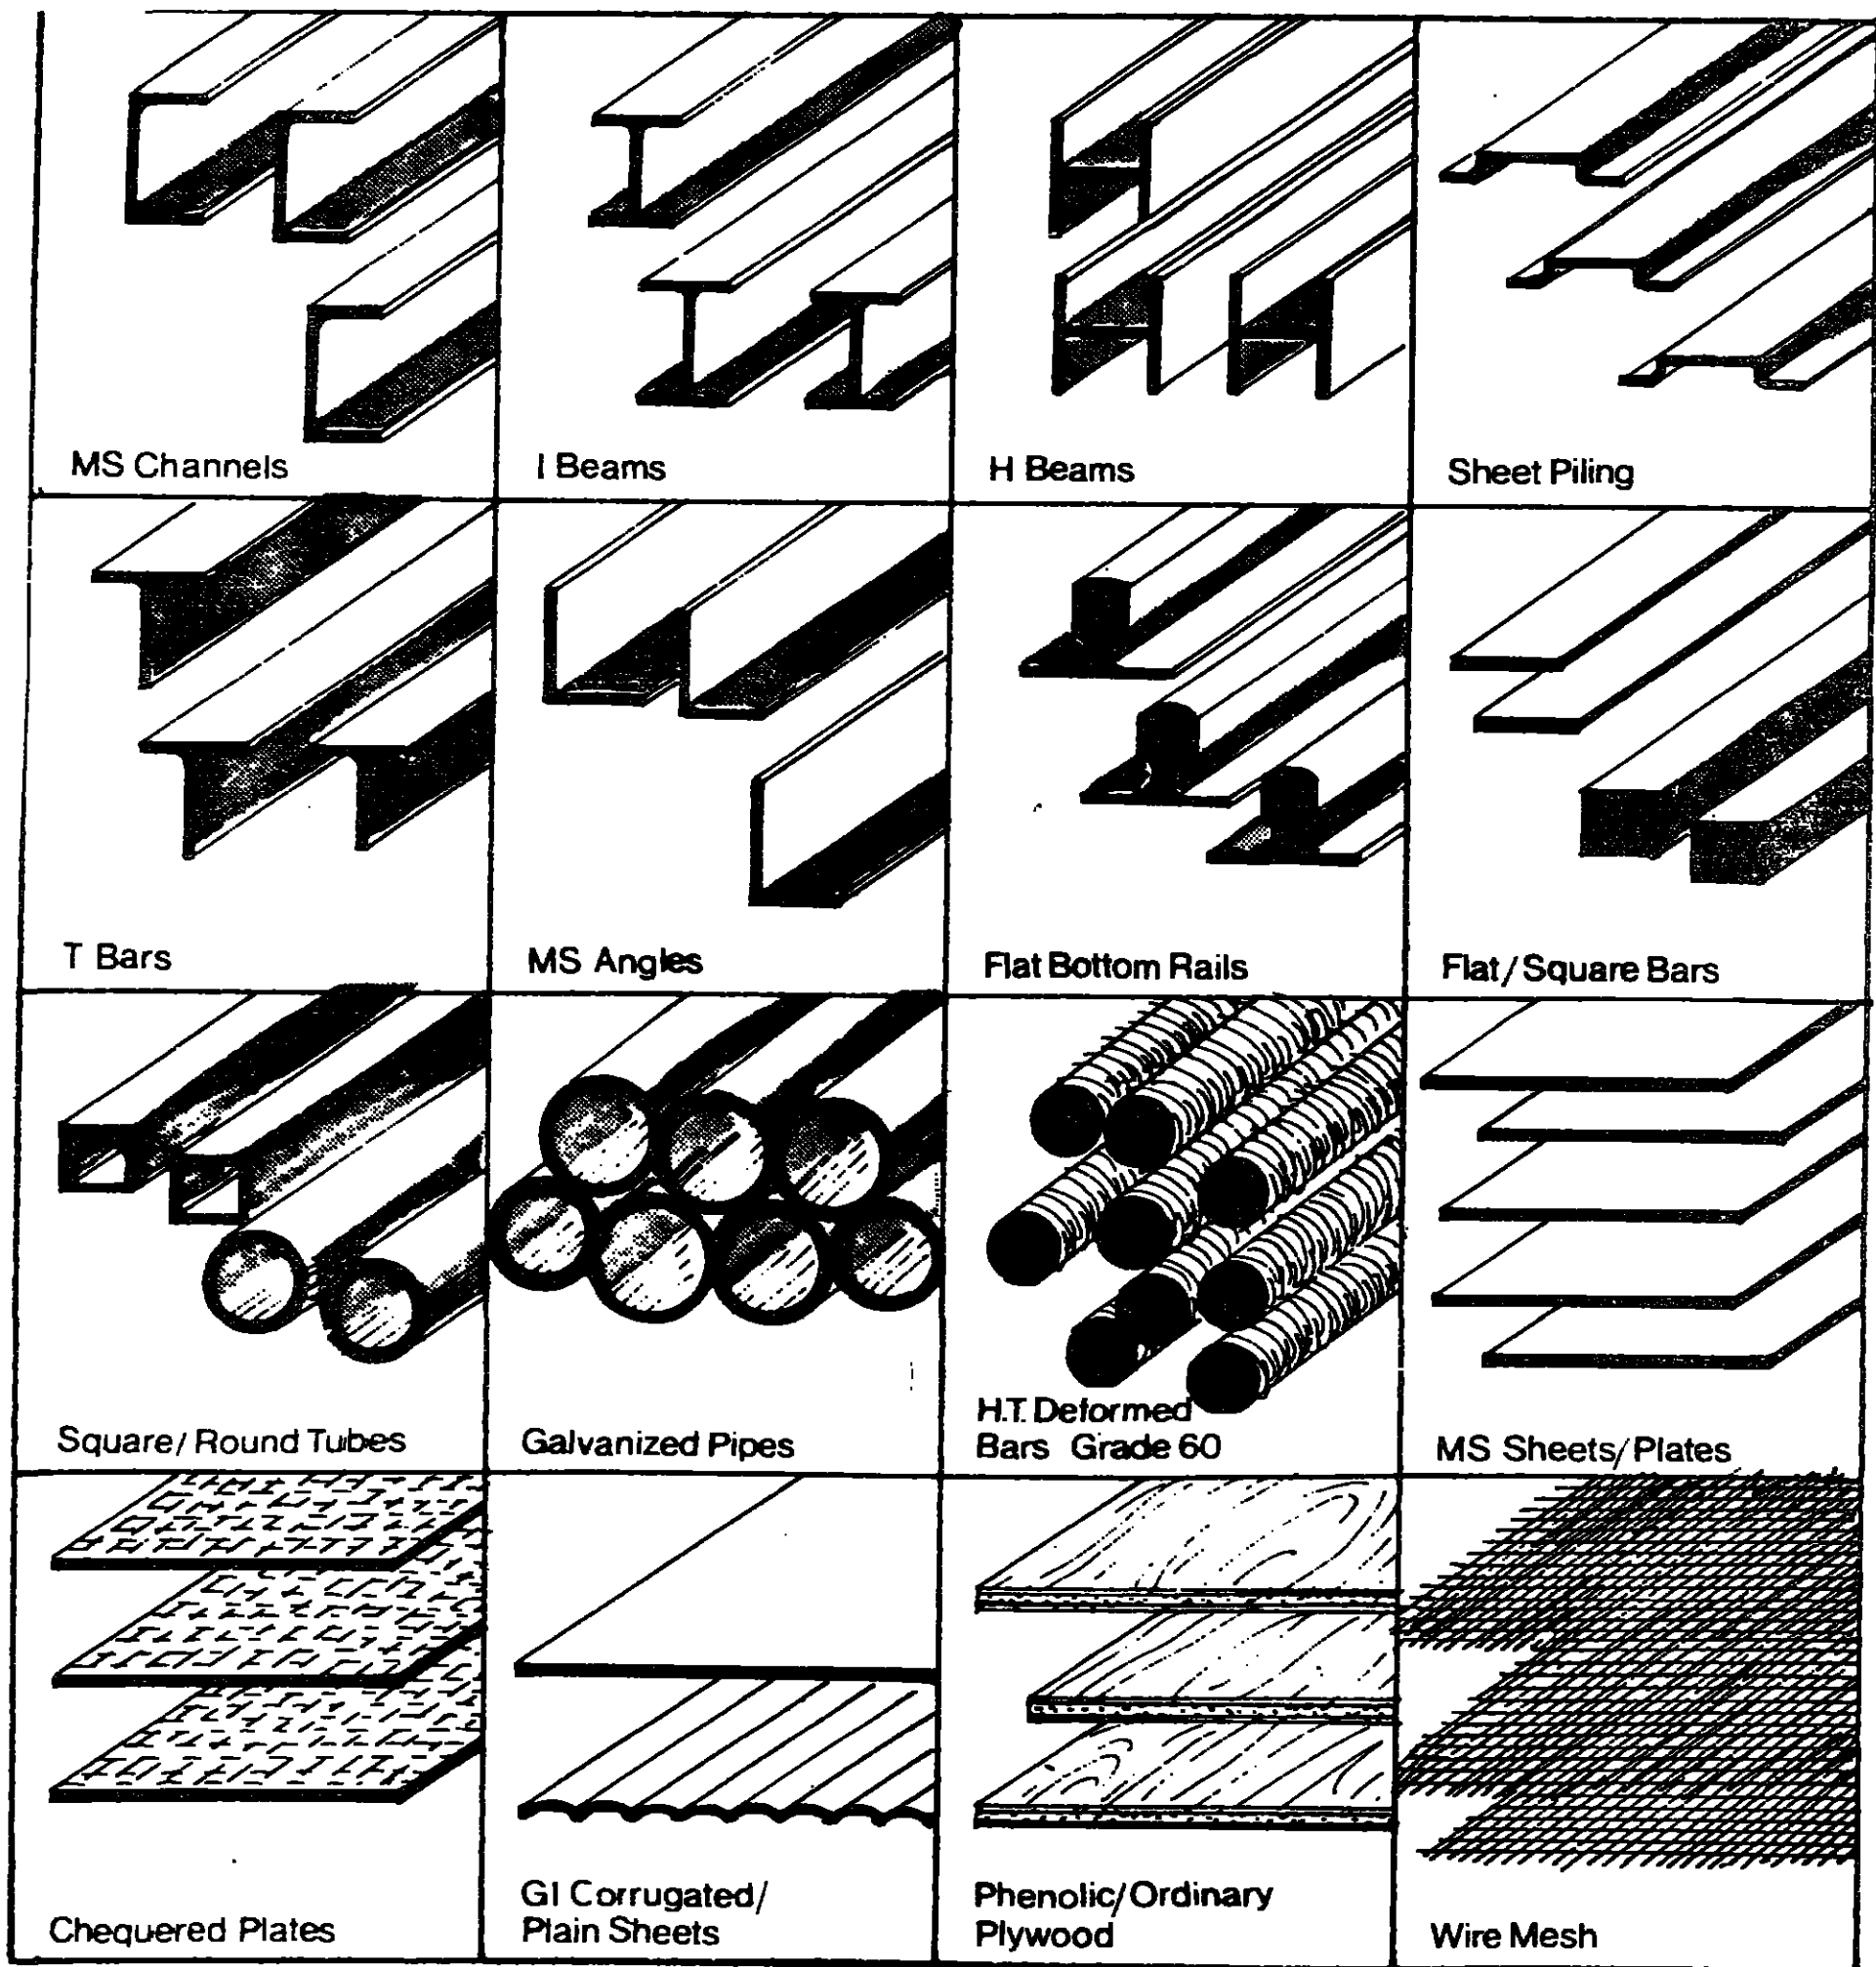 MS Channels
I Beams
H Beams
Sheet Piling
T Bars
MS Angles
Flat Bottom Rails
Flat/Square Bars
Square/Round Tubes
Galvanized Pipes
H.T. Deformed
Bars Grade 60
MS Sheets/Plates
Chequered Plates
GI Corrugated/
Plain Sheets
Phenolic/Ordinary
Plywood
Wire Mesh